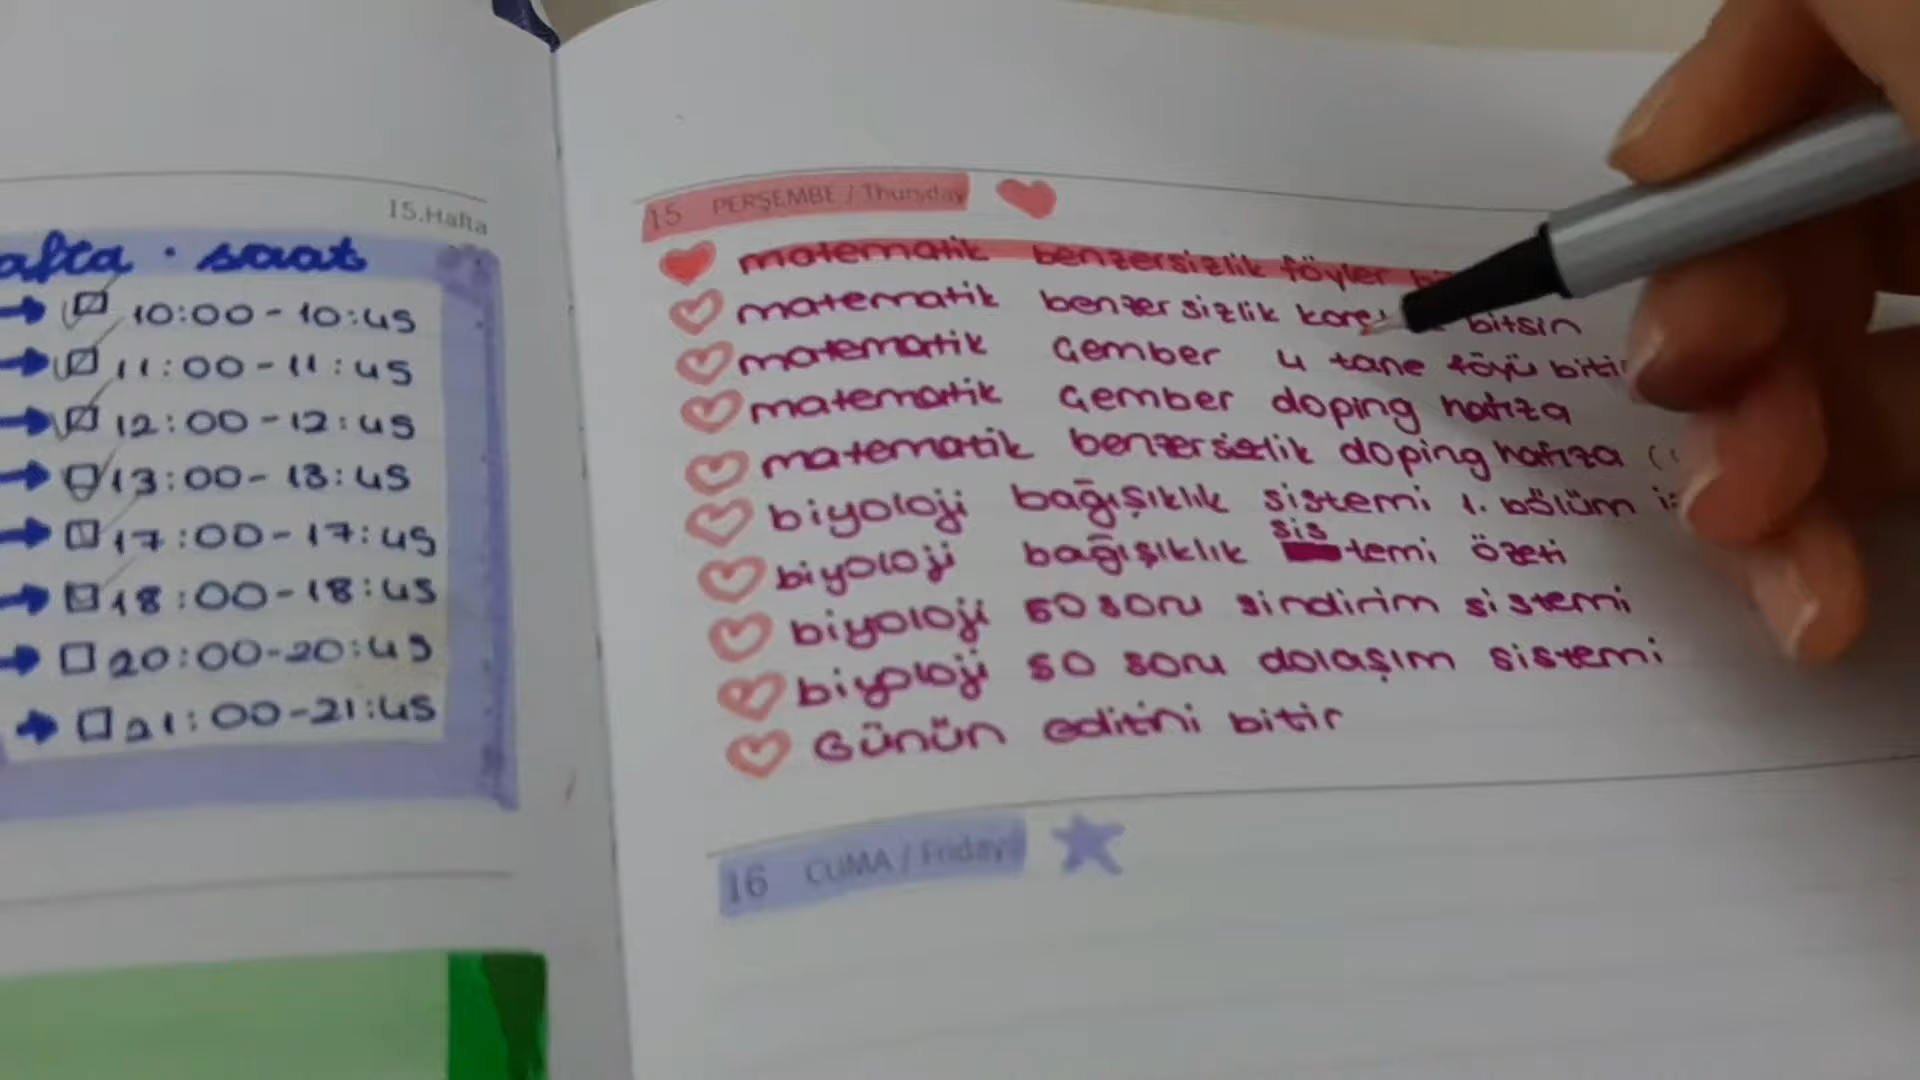 15.Hafta
afta · saat
10:00-10:45
11:00-11:45
12:00-12:45
13:00-13:45
17:00-17:45
18:00-18:45
20:00-20:45
21:00-21:45
15 PERŞEMBE / Thursday
matematik benzersizlik föyler
matematik benzersizlik bitsin
matematik Çember 4 tane föyü
matematik Çember doping hafıza
matematik benzersizlik doping hafıza
biyoloji bağışıklık sistemi 1. bölüm
biyoloji bağışıklık sistemi özeti
biyoloji 50 soru sindirim sistemi
biyoloji 50 soru dolaşım sistemi
Günün editini bitir
16 CUMA / Friday